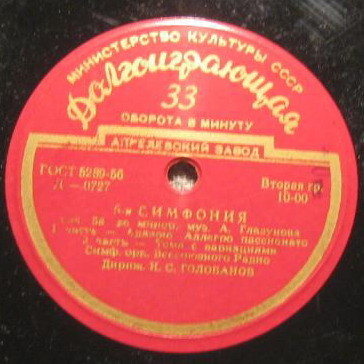 МИНИСТЕРСТВО КУЛЬТУРЫ СССР
Долгоиграющая
33
ОБОРОТА В МИНУТУ
АПРЕЛЕВСКИЙ ЗАВОД
ГОСТ 5289-56
Д—0727
Вторая гр.
10-00
6-я СИМФОНИЯ
соч. 58, до минор, муз. А. Глазунова
1 часть — Адажио. Аллегро пассионато
2 часть — Тема с вариациями
Симф. орк. Всесоюзного Радио
Дириж. Н. С. ГОЛОВАНОВ